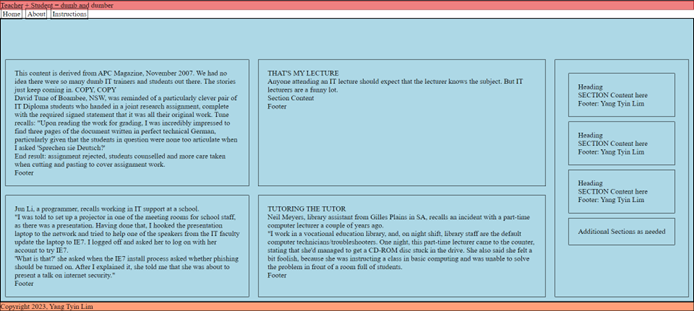 Teacher + Student = dumb and dumber
Home About Instructions
This content is derived from APC Magazine, November 2007. We had no
idea there were so many dumb IT trainers and students out there. The stories
just keep coming in. COPY, COPY
David Tune of Boambee, NSW, was reminded of a particularly clever pair of
IT Diploma students who handed in a joint research assignment, complete
with the required signed statement that it was all their original work. Tune
recalls: "Upon reading the work for grading, I was incredibly impressed to
find three pages of the document written in perfect technical German,
particularly given that the students in question were none too articulate when
I asked 'Sprechen sie Deutsch?'
End result: assignment rejected, students counselled and more care taken
when cutting and pasting to cover assignment work.
Footer
THAT'S MY LECTURE
Anyone attending an IT lecture should expect that the lecturer knows the subject. But IT
lecturers are a funny lot.
Section Content
Footer
Jon Li, a programmer, recalls working in IT support at a school.
"I was told to set up a projector in one of the meeting rooms for school staff,
as there was a presentation. Having done that, I hooked the presentation
laptop to the network and tried to help one of the speakers from the IT faculty
update the laptop to IE7. I logged off and asked her to log on with her
account to try IE7.
'What is that?' she asked when the IE7 install process asked whether phishing
should be turned on. After I explained it, she told me that she was about to
present a talk on internet security."
Footer
TUTORING THE TUTOR
Neil Meyers, library assistant from Gilles Plains in SA, recalls an incident with a part-time
computer lecturer a couple of years ago.
"I work in a vocational education library, and, on night shift, library staff are the default
computer technicians/troubleshooters. One night, this part-time lecturer came to the counter,
stating that she'd managed to get a CD-ROM disc stuck in the drive. She also said she felt a
bit foolish, because she was instructing a class in basic computing and was unable to solve
the problem in front of a room full of students.
Footer
Heading
SECTION Content here
Footer: Yang Tyin Lim
Heading
SECTION Content here
Footer: Yang Tyin Lim
Heading
SECTION Content here
Footer: Yang Tyin Lim
Additional Sections as needed
Copyright 2023, Yang Tyin Lim